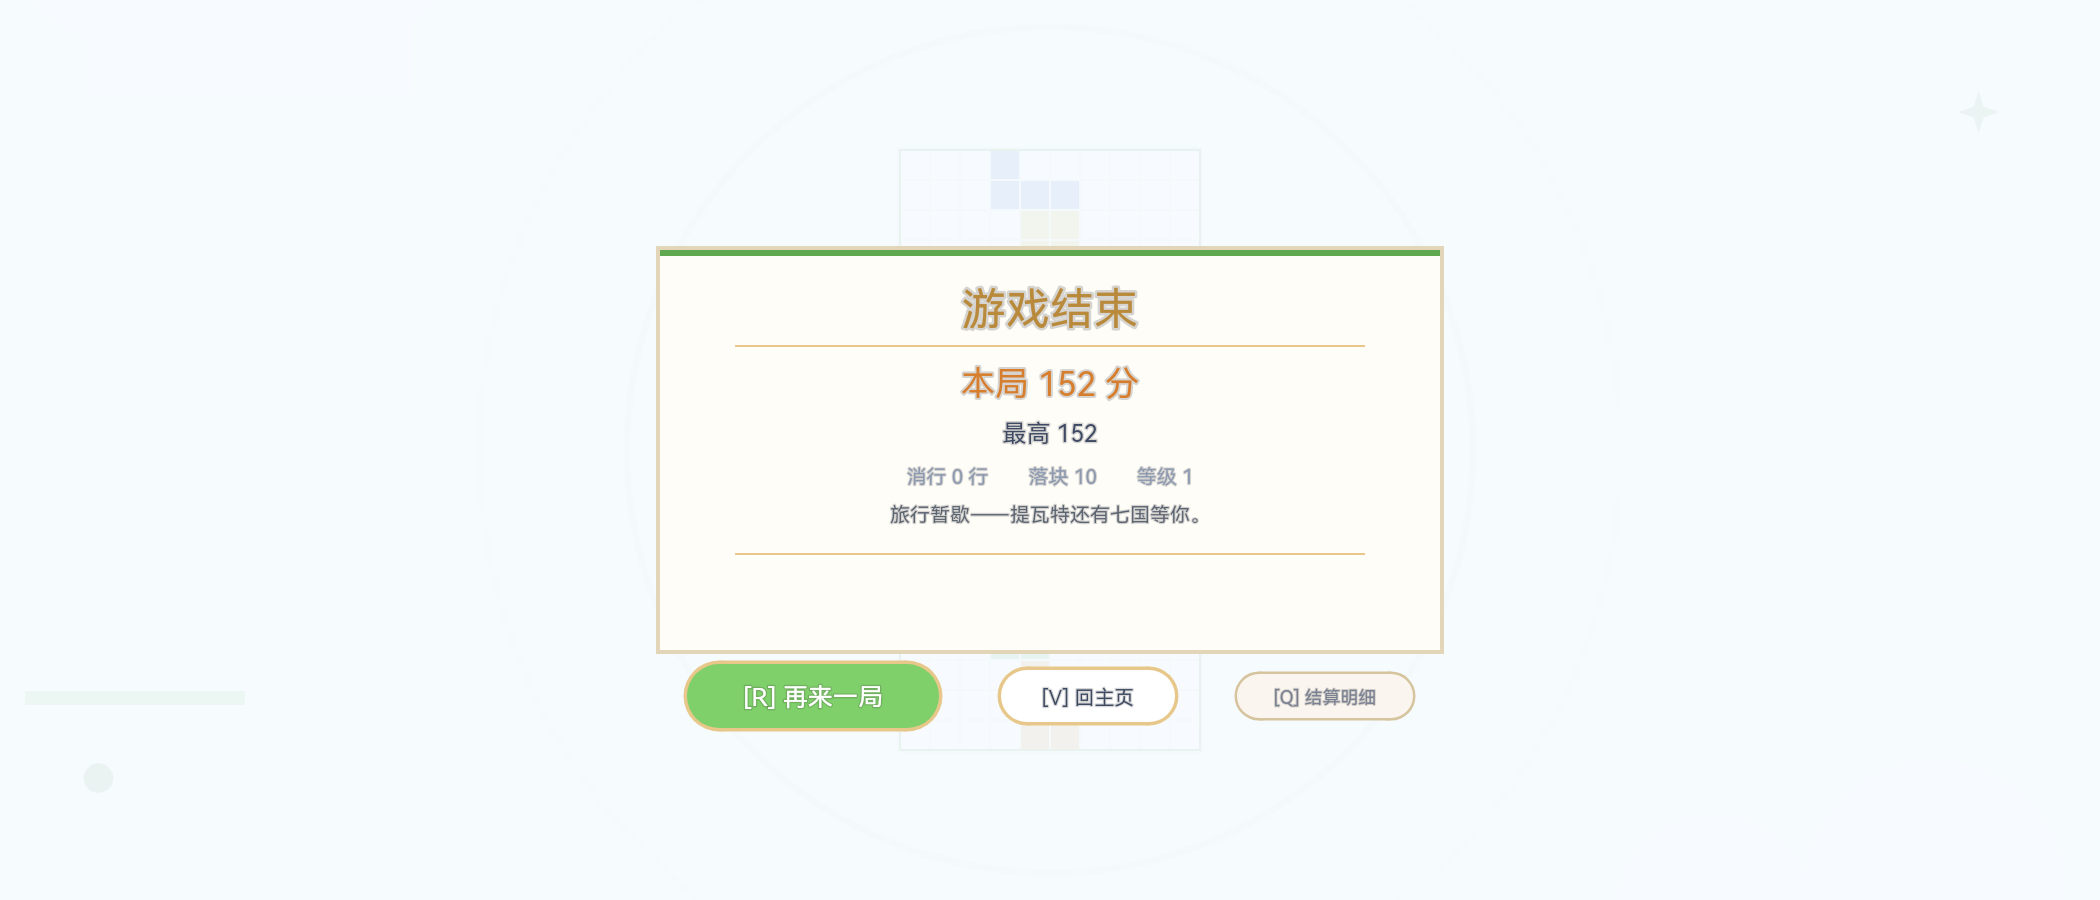 游戏结束
本局 152 分
最高 152
消行 0 行 落块 10 等级 1
旅行暂歇——提瓦特还有七国等你。
[R] 再来一局 [V] 回主页 [Q] 结算明细